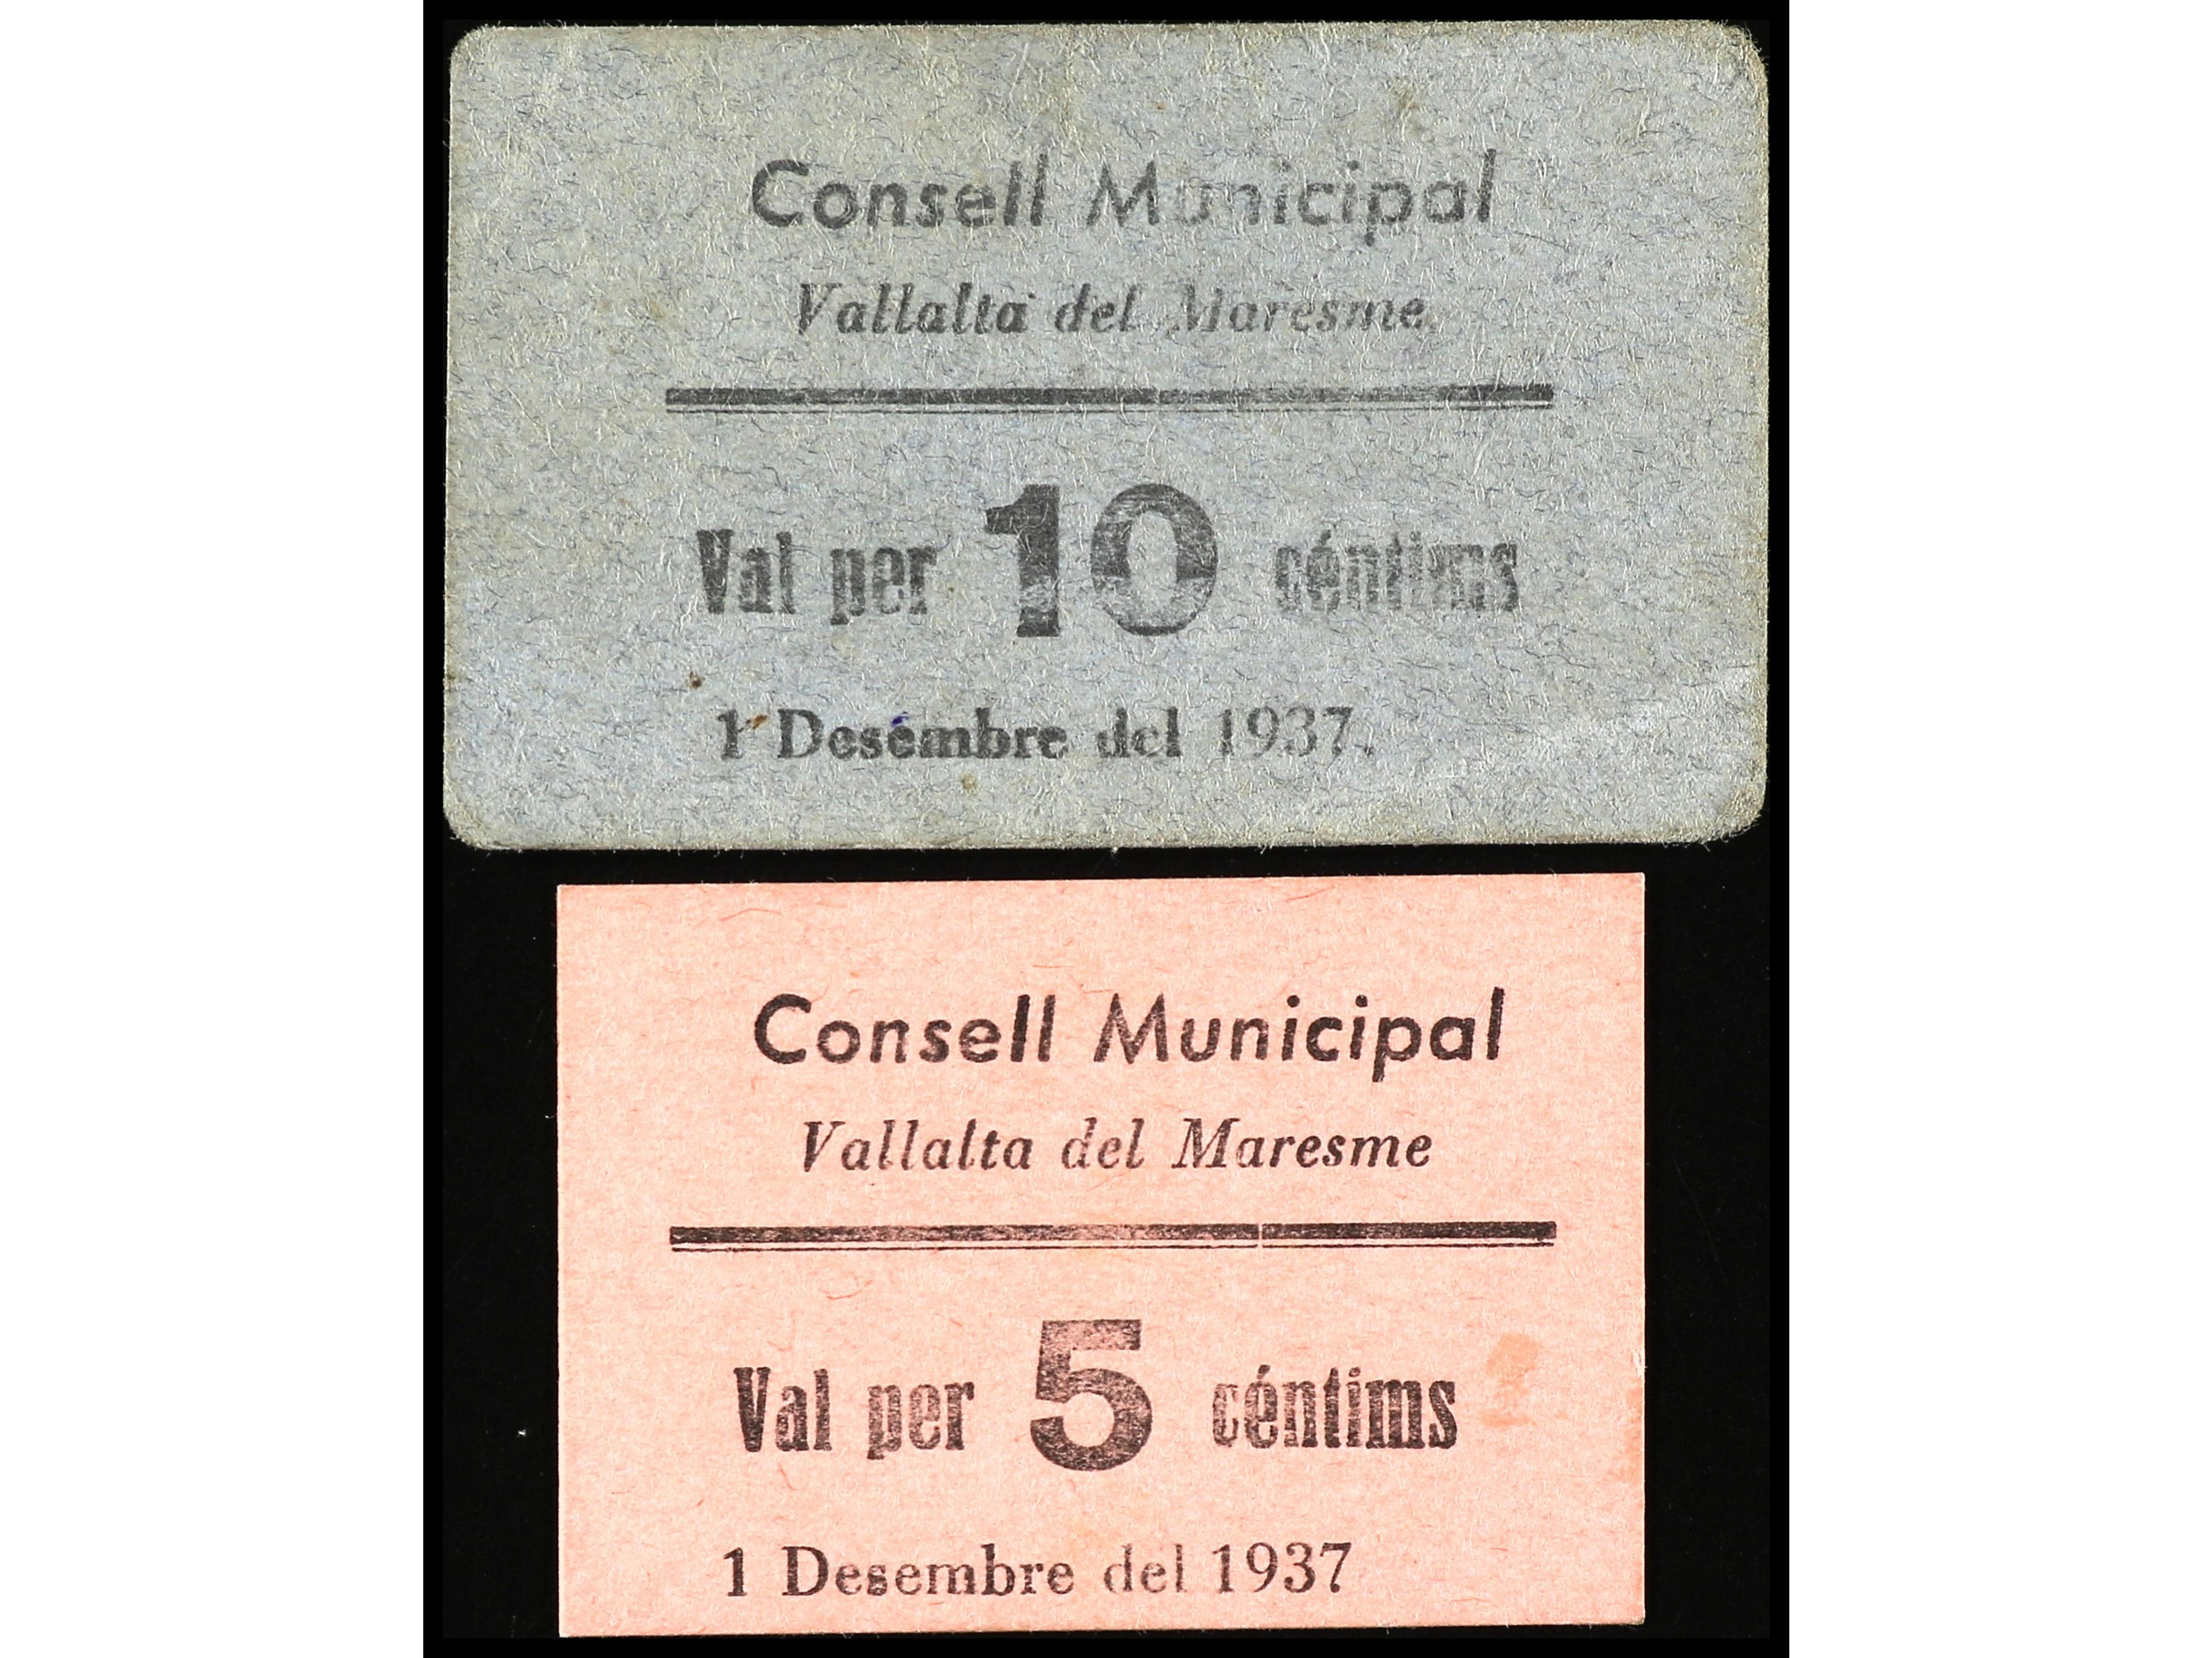 Consell Municipal
Vallalta del Maresme
Val per 10 céntims
1 Desembre del 1937.
Consell Municipal
Vallalta del Maresme
Val per 5 céntims
1 Desembre del 1937